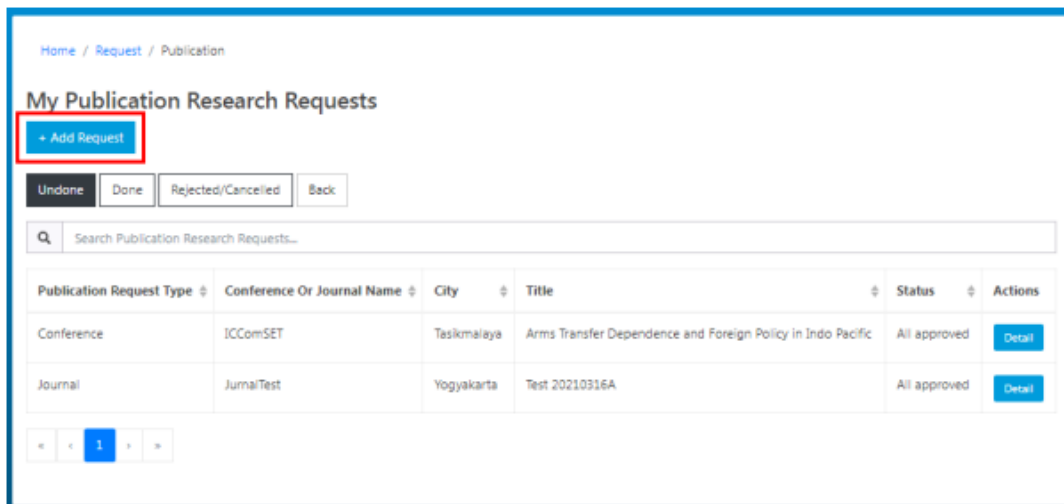 Home / Request / Publication
My Publication Research Requests
+ Add Request
Undone Done Rejected/Cancelled Back
Search Publication Research Requests...
Publication Request Type Conference Or Journal Name City Title Status Actions
Conference ICComSET Tasikmalaya Arms Transfer Dependence and Foreign Policy in Indo Pacific All approved Detail
Journal JurnalTest Yogyakarta Test 20210316A All approved Detail
« ‹ 1 › »